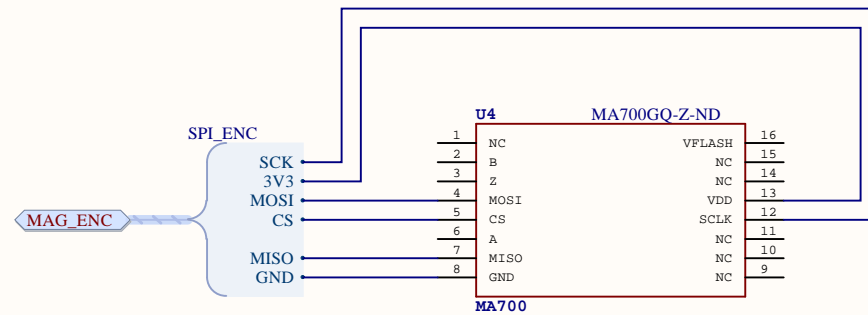 U4 MA700GQ-Z-ND
SPI_ENC
MAG_ENC
SCK
3V3
MOSI
CS
MISO
GND
1 NC VFLASH 16
2 B NC 15
3 Z NC 14
4 MOSI VDD 13
5 CS SCLK 12
6 A NC 11
7 MISO NC 10
8 GND NC 9
MA700